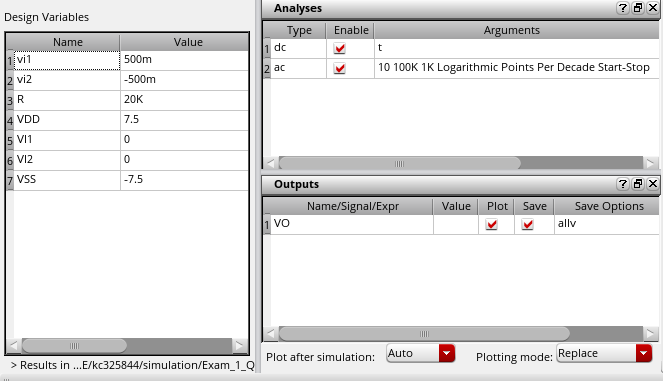 Design Variables
Name Value
1 vi1 500m
2 vi2 -500m
3 R 20K
4 VDD 7.5
5 VI1 0
6 VI2 0
7 VSS -7.5
> Results in ...E/kc325844/simulation/Exam_1_Q
Analyses
Type Enable Arguments
1 dc t
2 ac 10 100K 1K Logarithmic Points Per Decade Start-Stop
Outputs
Name/Signal/Expr Value Plot Save Save Options
1 VO allv
Plot after simulation: Auto Plotting mode: Replace